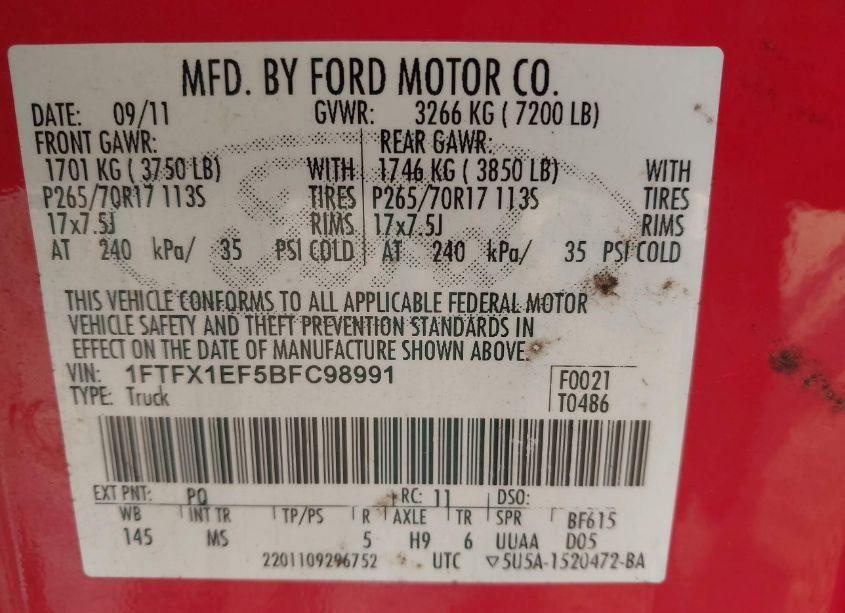 MFD. BY FORD MOTOR CO.
DATE: 09/11 GVWR: 3266 KG ( 7200 LB)
FRONT GAWR: REAR GAWR:
1701 KG ( 3750 LB) WITH 1746 KG ( 3850 LB) WITH
P265/70R17 113S TIRES P265/70R17 113S TIRES
17x7.5J RIMS 17x7.5J RIMS
AT 240 kPa/ 35 PSI COLD AT 240 kPa/ 35 PSI COLD
THIS VEHICLE CONFORMS TO ALL APPLICABLE FEDERAL MOTOR
VEHICLE SAFETY AND THEFT PREVENTION STANDARDS IN
EFFECT ON THE DATE OF MANUFACTURE SHOWN ABOVE.
VIN: 1FTFX1EF5BFC98991 F0021
TYPE: Truck T0486
EXT PNT: PQ RC: 11 DSO:
WB INT TR TP/PS R AXLE TR SPR BF615
145 MS 5 H9 6 UUAA D05
2201109296752 UTC ▽5U5A-1520472-BA